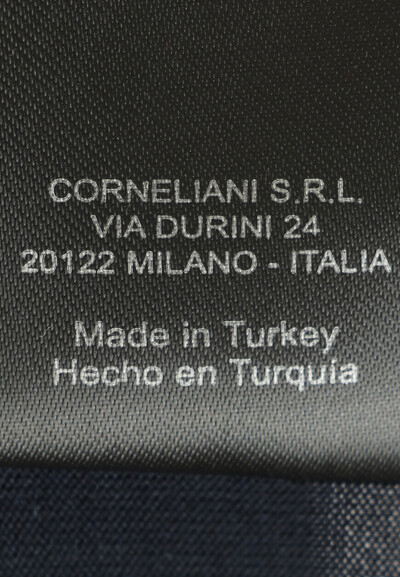 CORNELIANI S.R.L.
VIA DURINI 24
20122 MILANO - ITALIA
Made in Turkey
Hecho en Turquía